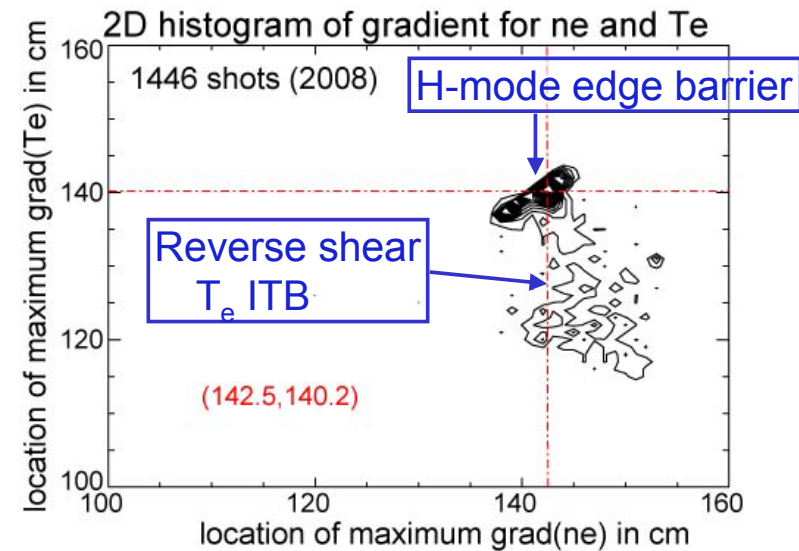 2D histogram of gradient for ne and Te
1446 shots (2008)
H-mode edge barrier
Reverse shear
Te ITB
(142.5,140.2)
160
140
120
100
location of maximum grad(Te) in cm
100
120
140
160
location of maximum grad(ne) in cm